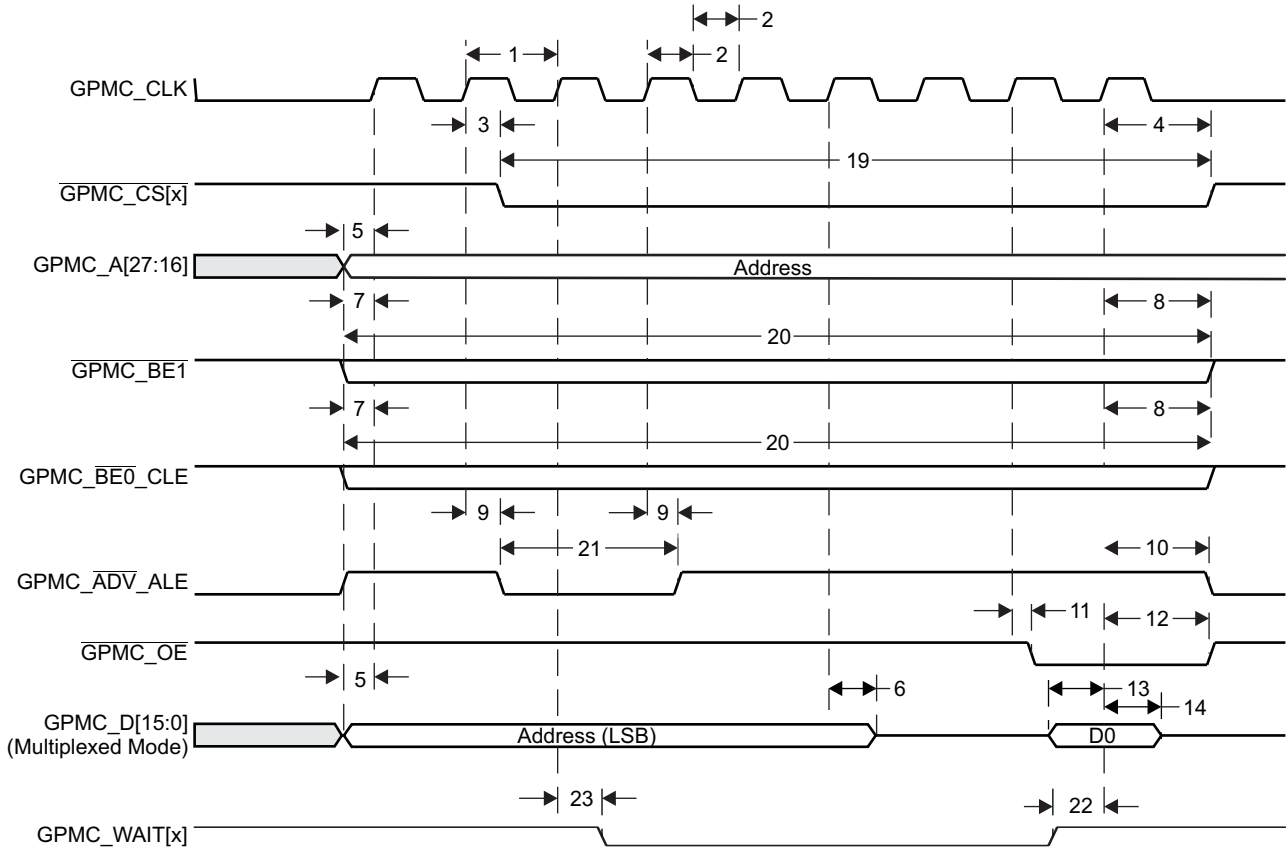 2
1
2
GPMC_CLK
3
4
19
GPMC_CS[x]
5
GPMC_A[27:16]
Address
7
8
20
GPMC_BE1
7
8
20
GPMC_BE0_CLE
9
9
21
10
GPMC_ADV_ALE
11
12
GPMC_OE
5
6
13
14
GPMC_D[15:0]
(Multiplexed Mode)
Address (LSB)
D0
23
22
GPMC_WAIT[x]